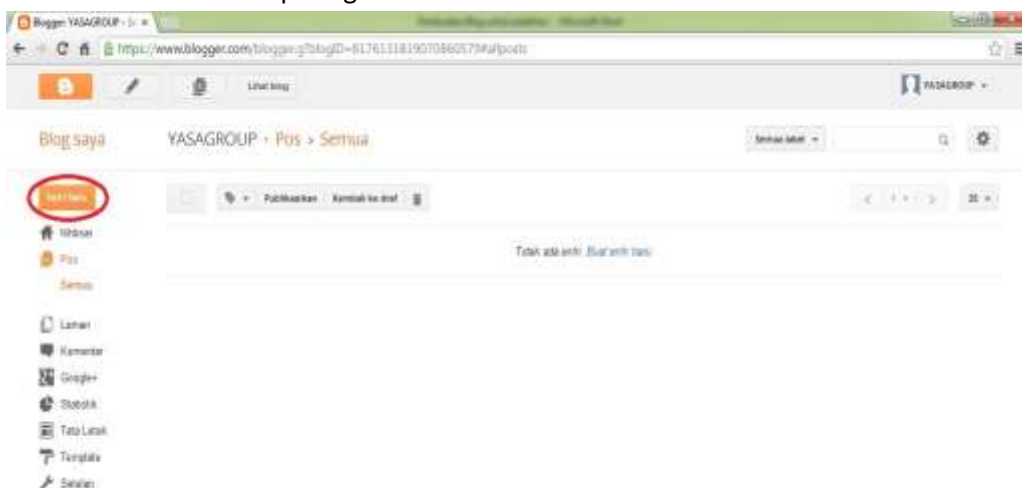 Blogger: YASAGROUP - S
https://www.blogger.com/blogger.g?blogID=6176131819070860579#allposts
Lihat blog
YASAGROUP
Blog saya
YASAGROUP · Pos > Semua
Semua label
Entri baru
Publikasikan
Kembali ke draf
Tidak ada entri. Buat entri baru
Ikhtisar
Pos
Semua
Laman
Komentar
Google+
Statistik
Tata Letak
Template
Setelan